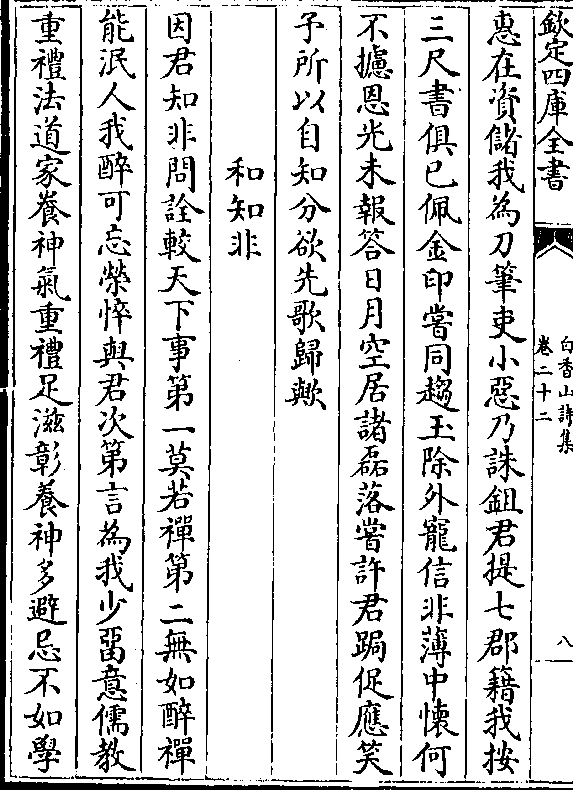 欽定四庫全書
白香山詩集
卷二十二
八
惠在資儲我為刀筆吏小惡乃誅鉏君提七郡籍我按
三尺書俱已佩金印嘗同趨玉除外寵信非薄中懐何
不攄恩光未報答日月空居諸磊落嘗許君跼促應笑
予所以自知分欲先歌歸歟
和知非
因君知非問詮較天下事第一莫若禪第二無如醉禪
能泯人我醉可忘榮悴與君次第言為我少留意儒教
重禮法道家養神氣重禮足滋彰養神多避忌不如學